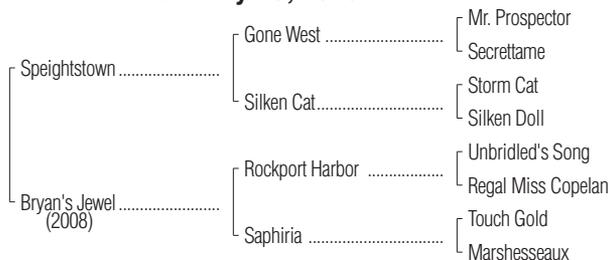 Mr. Prospector
Gone West ............................
Secrettame
Speightstown ........................
Storm Cat
Silken Cat..............................
Silken Doll
Unbridled's Song
Rockport Harbor ..................
Regal Miss Copelan
Bryan's Jewel ........................
(2008)
Touch Gold
Saphiria ................................
Marshesseaux